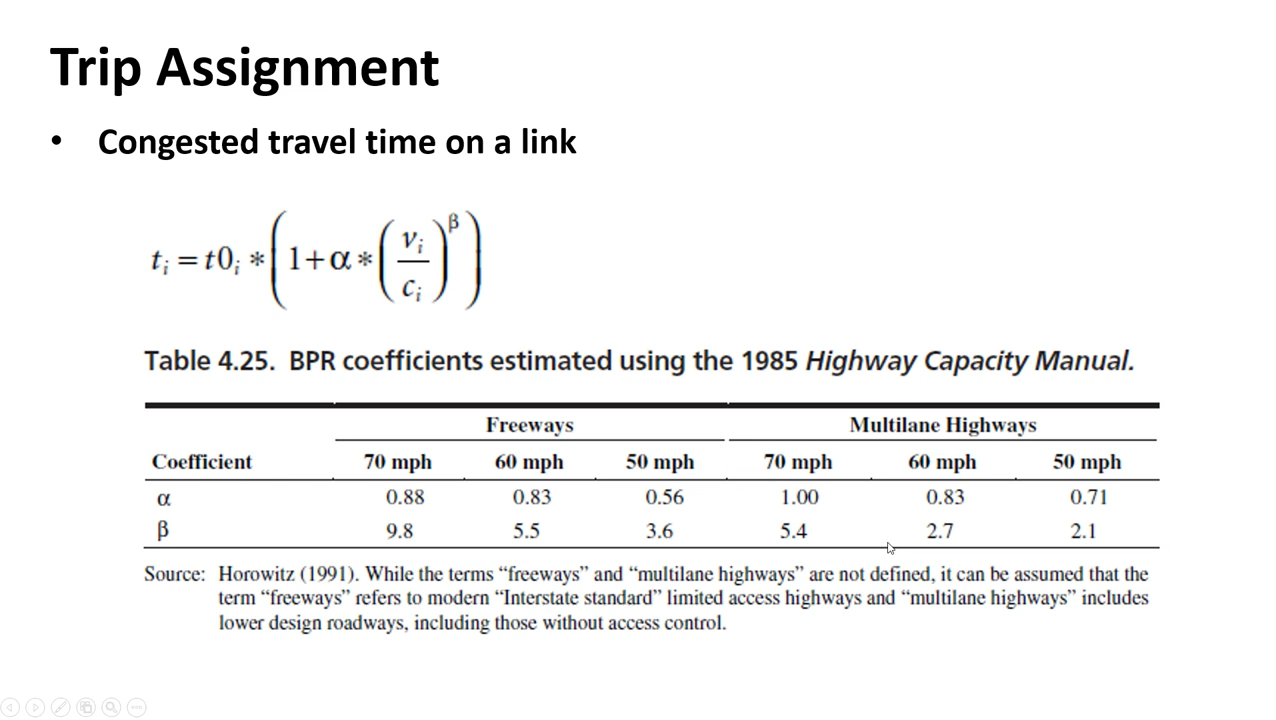 Trip Assignment
• Congested travel time on a link
t_i = t0_i * (1+α*(v_i/c_i)^β)
Table 4.25. BPR coefficients estimated using the 1985 Highway Capacity Manual.
Freeways Multilane Highways
Coefficient 70 mph 60 mph 50 mph 70 mph 60 mph 50 mph
α 0.88 0.83 0.56 1.00 0.83 0.71
β 9.8 5.5 3.6 5.4 2.7 2.1
Source: Horowitz (1991). While the terms “freeways” and “multilane highways” are not defined, it can be assumed that the
term “freeways” refers to modern “Interstate standard” limited access highways and “multilane highways” includes
lower design roadways, including those without access control.